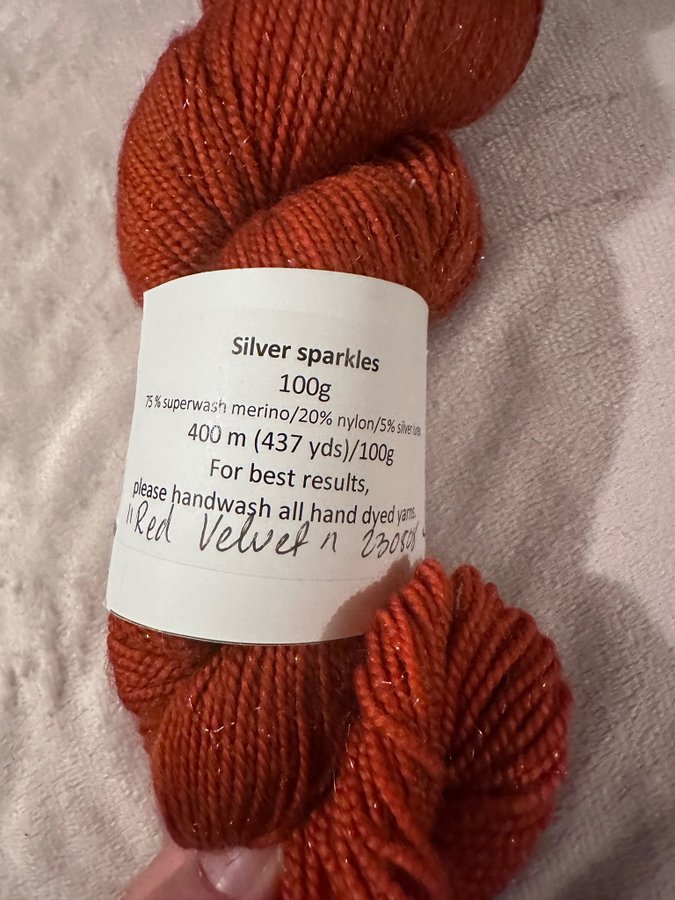 Silver sparkles
100g
75% superwash merino/20% nylon/5% silver
400 m (437 yds)/100g
For best results,
please handwash all hand dyed yarns.
"Red Velvet"